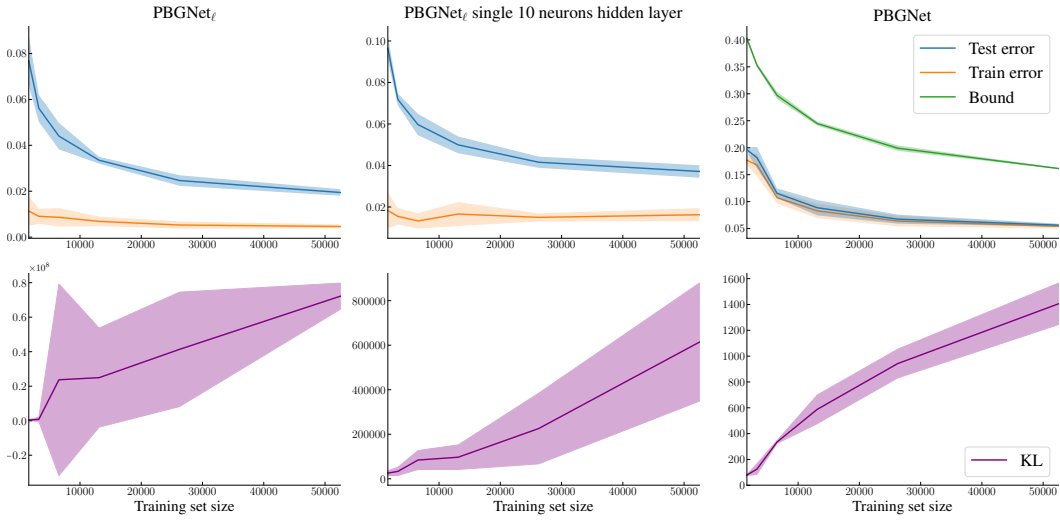 PBGNetℓ
PBGNetℓ single 10 neurons hidden layer
PBGNet
0.08
0.06
0.04
0.02
0.00
10000 20000 30000 40000 50000
0.10
0.08
0.06
0.04
0.02
10000 20000 30000 40000 50000
0.40
0.35
0.30
0.25
0.20
0.15
0.10
0.05
10000 20000 30000 40000 50000
Test error
Train error
Bound
×10⁸
0.8
0.6
0.4
0.2
0.0
−0.2
10000 20000 30000 40000 50000
Training set size
800000
600000
400000
200000
0
10000 20000 30000 40000 50000
Training set size
1600
1400
1200
1000
800
600
400
200
0
10000 20000 30000 40000 50000
Training set size
KL